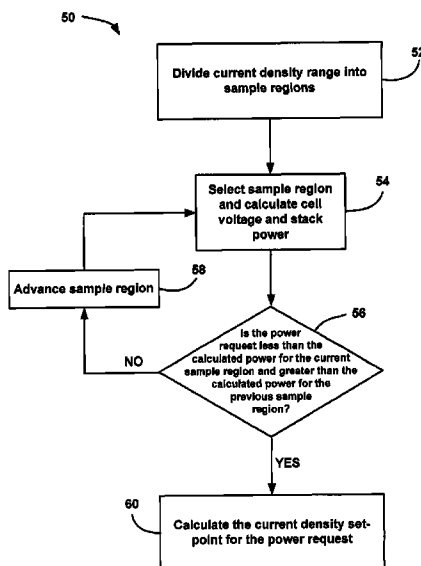 50
52
Divide current density range into
sample regions
54
Select sample region
and calculate cell
voltage and stack
power
58
Advance sample region
56
Is the power
request less than the
calculated power for the current
sample region and greater than the
calculated power for the
previous sample
region?
NO
YES
60
Calculate the current density set-
point for the power request